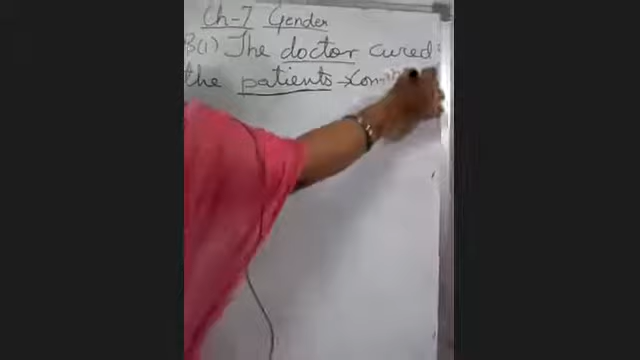 Ch-7 Gender
B(1) The doctor cured
the patients →